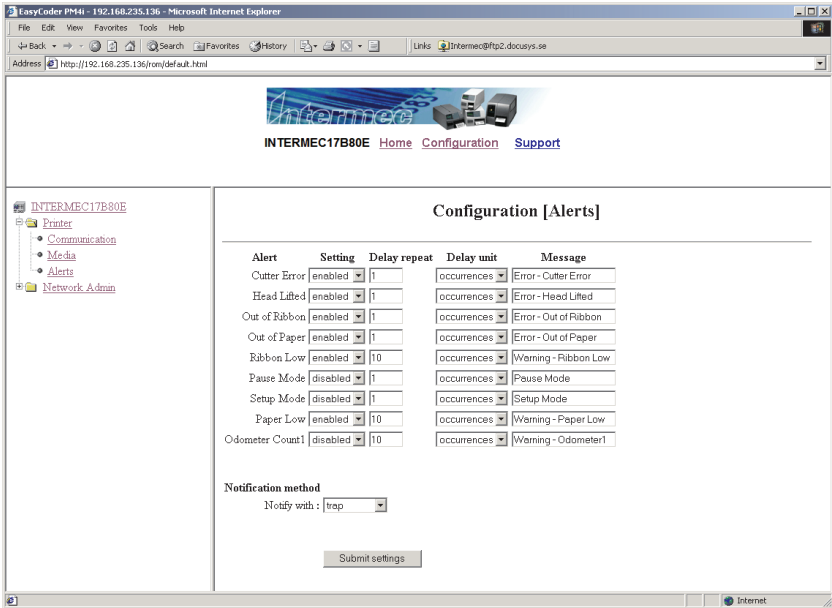 EasyCoder PM4i - 192.168.235.136 - Microsoft Internet Explorer
File Edit View Favorites Tools Help
Back Search Favorites History Links Intermec@ftp2.docusys.se
Address http://192.168.235.136/rom/default.html
Intermec
INTERMEC17B80E Home Configuration Support
INTERMEC17B80E
Printer
Communication
Media
Alerts
Network Admin
Configuration [Alerts]
Alert Setting Delay repeat Delay unit Message
Cutter Error enabled 1 occurrences Error - Cutter Error
Head Lifted enabled 1 occurrences Error - Head Lifted
Out of Ribbon enabled 1 occurrences Error - Out of Ribbon
Out of Paper enabled 1 occurrences Error - Out of Paper
Ribbon Low enabled 10 occurrences Warning - Ribbon Low
Pause Mode disabled 1 occurrences Pause Mode
Setup Mode disabled 1 occurrences Setup Mode
Paper Low enabled 10 occurrences Warning - Paper Low
Odometer Count1 disabled 10 occurrences Warning - Odometer1
Notification method
Notify with : trap
Submit settings
Internet